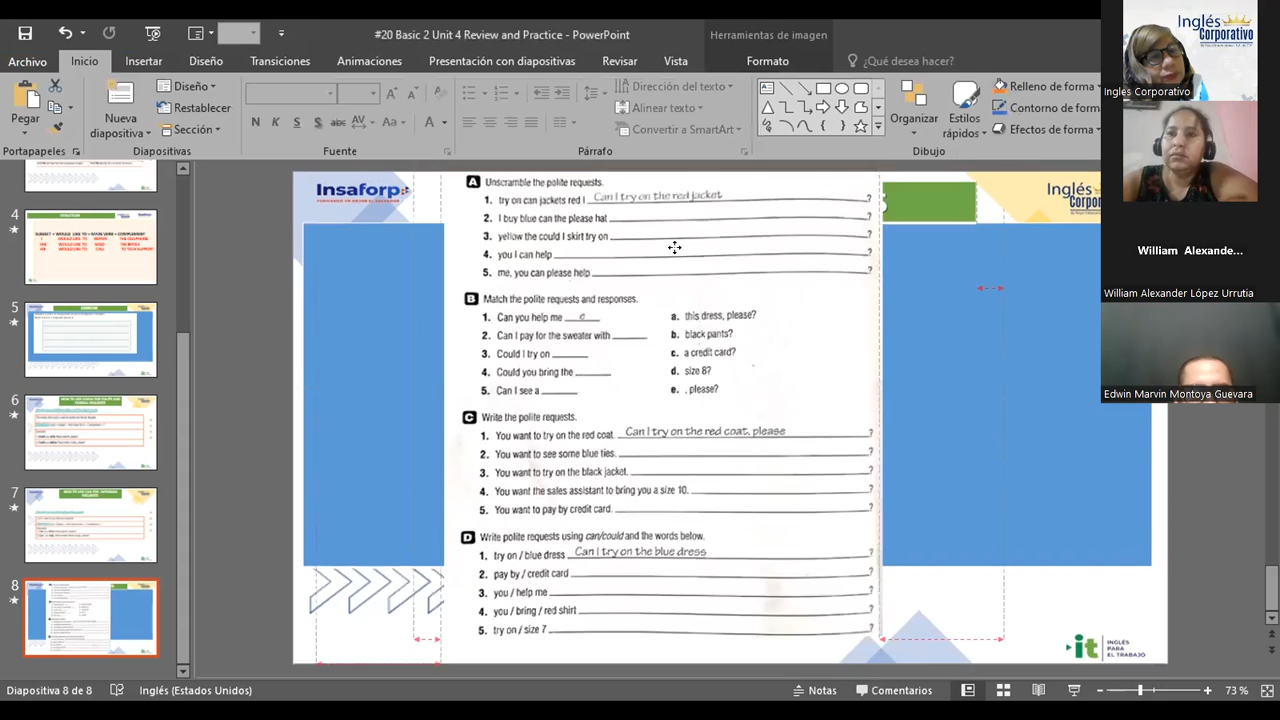 #20 Basic 2 Unit 4 Review and Practice - PowerPoint
Herramientas de imagen
Archivo
Inicio
Insertar
Diseño
Transiciones
Animaciones
Presentación con diapositivas
Revisar
Vista
Formato
¿Qué desea hacer?
Pegar
Portapapeles
Nueva
diapositiva
Diseño
Restablecer
Sección
Diapositivas
N K S S abc AV Aa A
Fuente
Dirección del texto
Alinear texto
Convertir a SmartArt
Párrafo
Organizar
Estilos
rápidos
Relleno de forma
Contorno de forma
Efectos de forma
Dibujo
4
5
6
7
8
Insaforp
Inglés
A Unscramble the polite requests.
1. try on can jackets red I Can I try on the red jacket ?
2. I buy blue can the please hat ?
3. yellow the could I skirt try on ?
4. you I can help ?
5. me, you can please help ?
B Match the polite requests and responses.
1. Can you help me e
2. Can I pay for the sweater with
3. Could I try on
4. Could you bring the
5. Can I see a
a. this dress, please?
b. black pants?
c. a credit card?
d. size 8?
e. , please?
C Write the polite requests.
1. You want to try on the red coat. Can I try on the red coat, please ?
2. You want to see some blue ties. ?
3. You want to try on the black jacket. ?
4. You want the sales assistant to bring you a size 10. ?
5. You want to pay by credit card. ?
D Write polite requests using can/could and the words below.
1. try on / blue dress Can I try on the blue dress ?
2. pay by / credit card ?
3. you / help me ?
4. you / bring / red shirt ?
5. try on / size 7 ?
it INGLÉS
PARA
EL TRABAJO
Inglés
Corporativo
Inglés Corporativo
William Alexande...
William Alexander López Urrutia
Edwin Marvin Montoya Guevara
Diapositiva 8 de 8
Inglés (Estados Unidos)
Notas
Comentarios
73 %